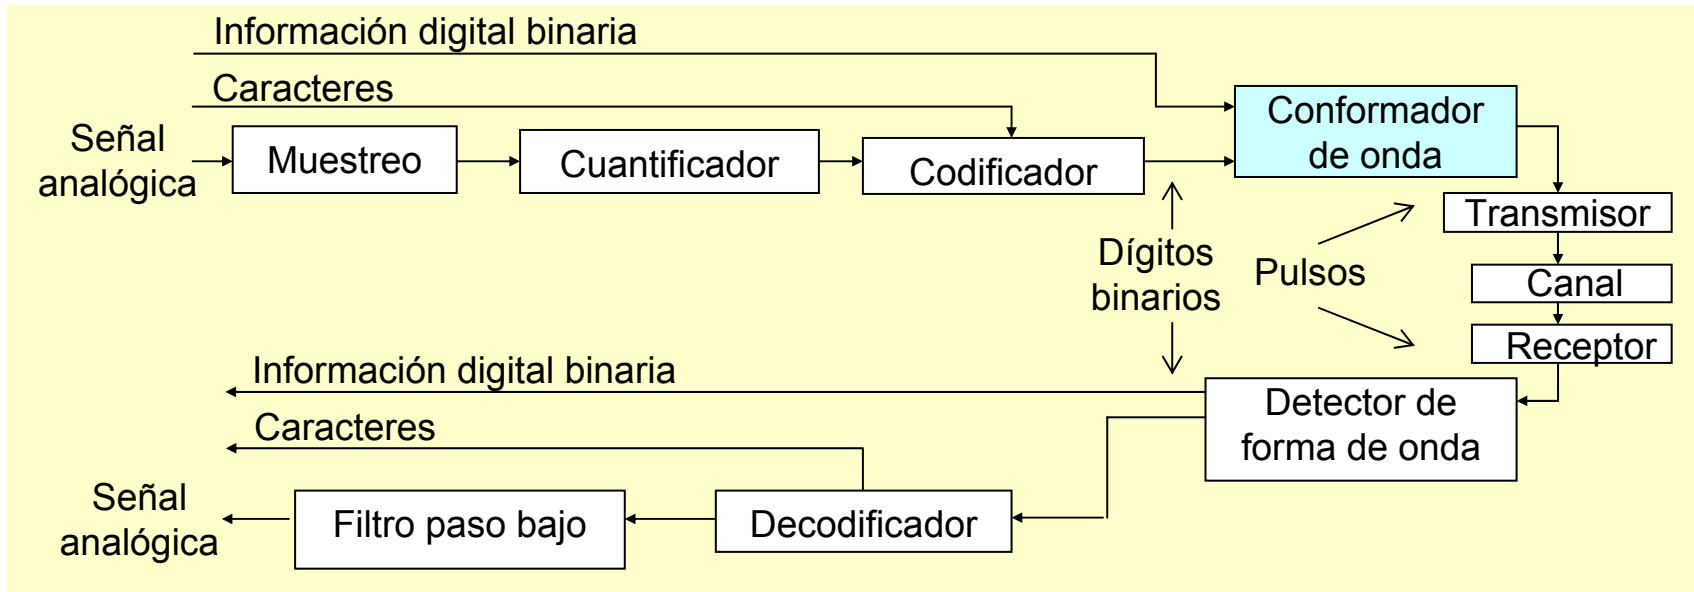 Información digital binaria
Caracteres
Señal
analógica
Muestreo
Cuantificador
Codificador
Conformador
de onda
Transmisor
Dígitos
binarios
Pulsos
Canal
Receptor
Información digital binaria
Caracteres
Detector de
forma de onda
Señal
analógica
Filtro paso bajo
Decodificador